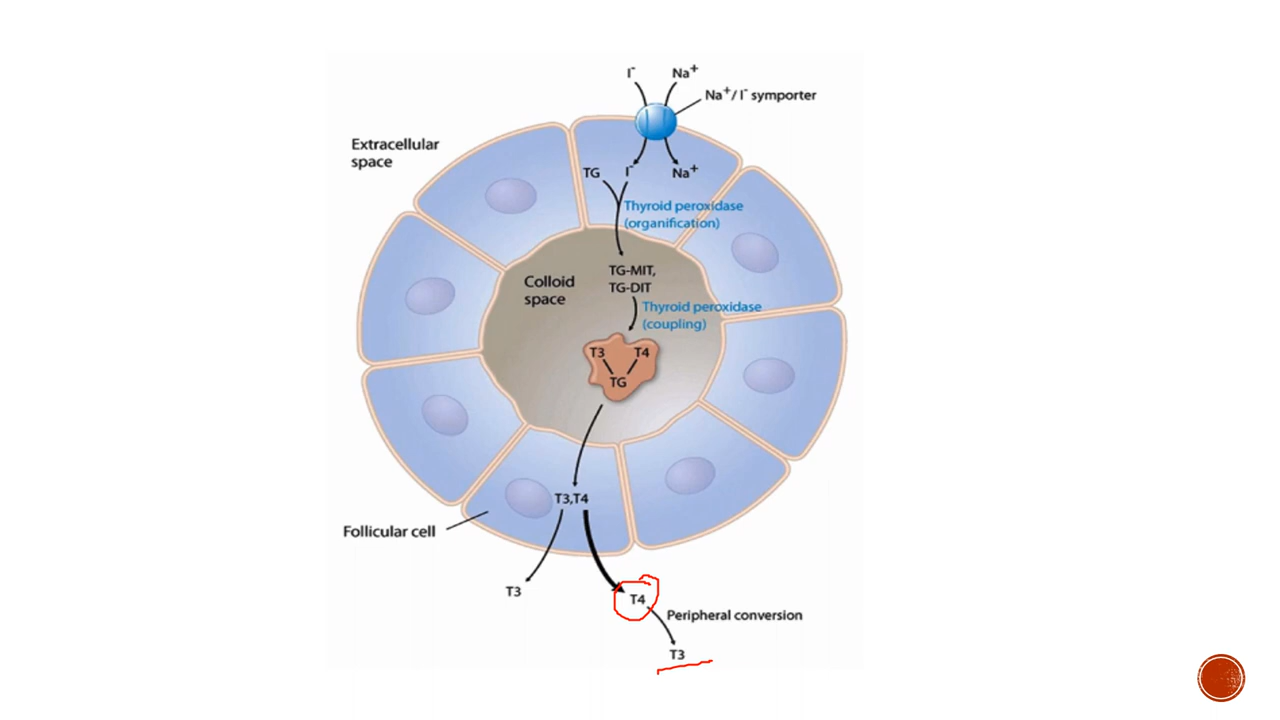 I⁻ Na⁺
Na⁺/I⁻ symporter
Extracellular
space
TG I⁻ Na⁺
Thyroid peroxidase
(organification)
Colloid
space
TG-MIT,
TG-DIT
Thyroid peroxidase
(coupling)
T3 T4
TG
T3,T4
Follicular cell
T3
T4
Peripheral conversion
T3